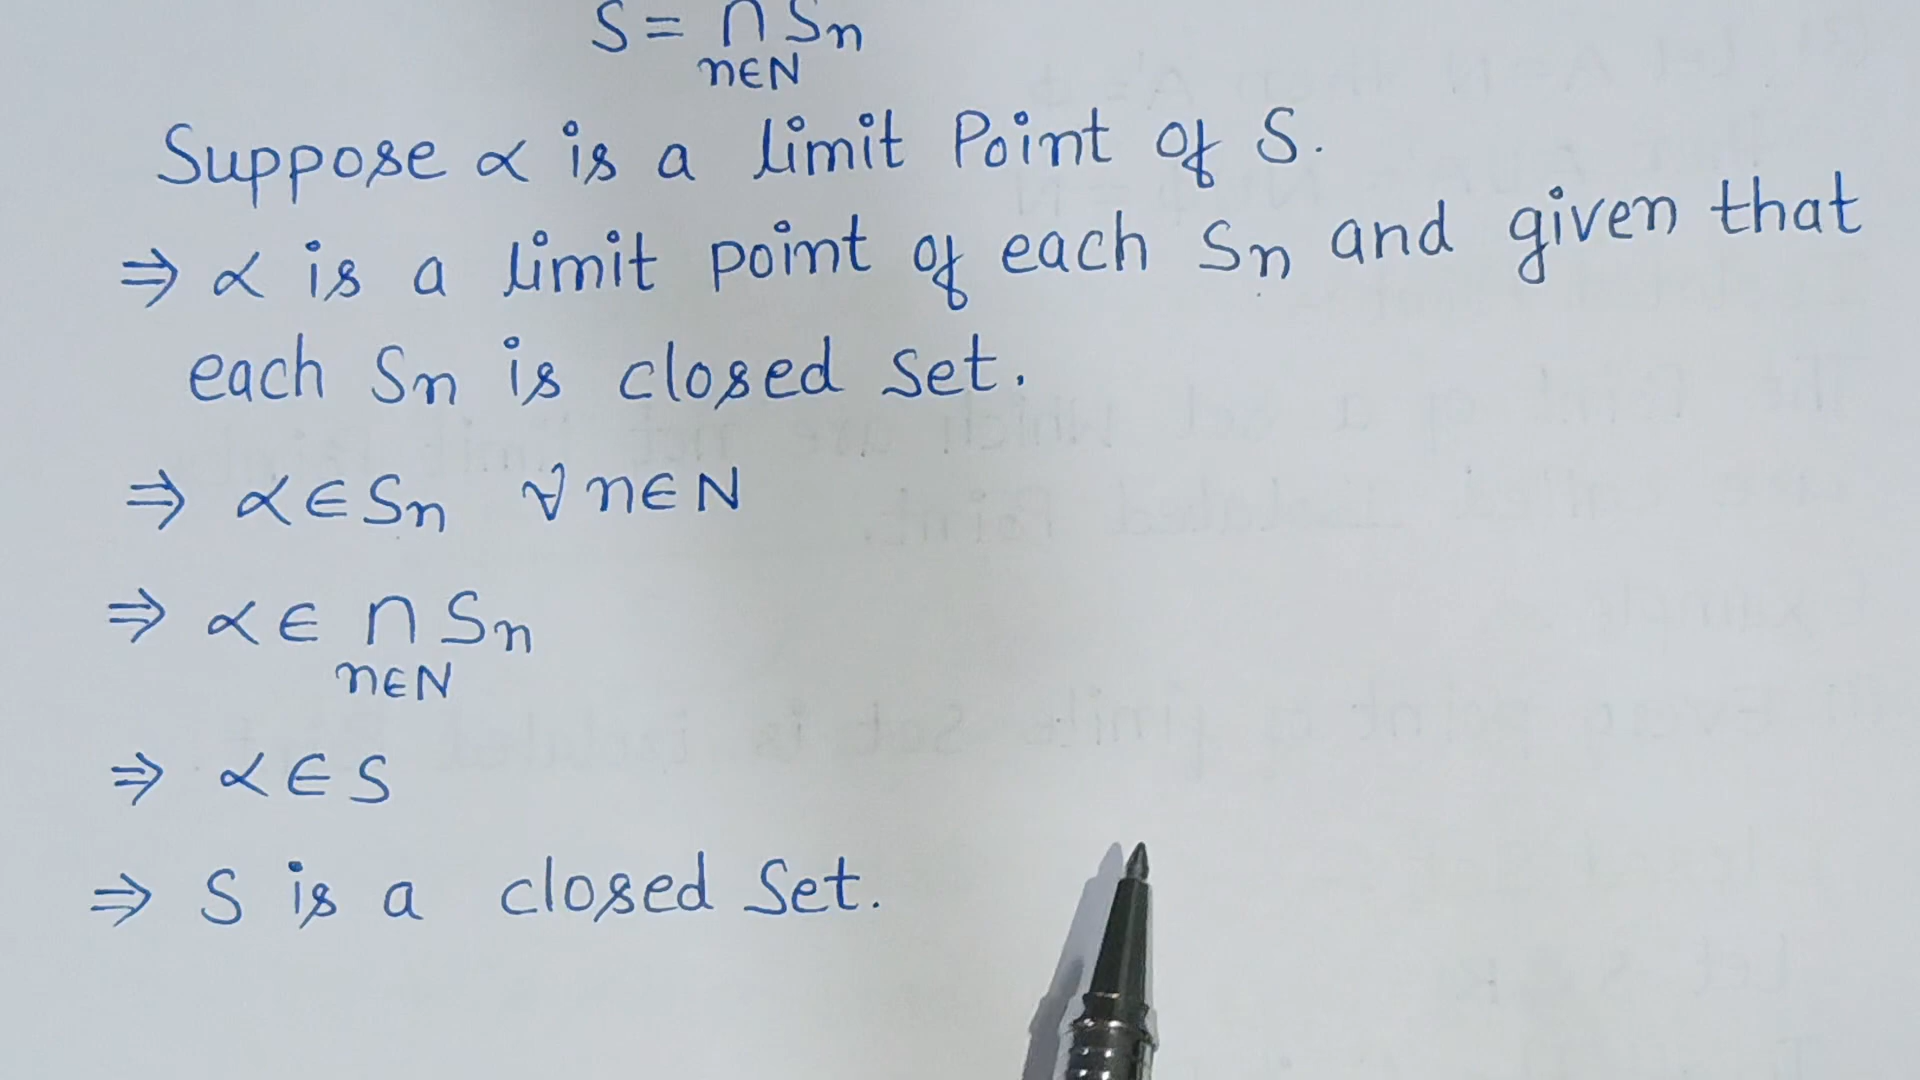 S = ∩ Sn
n∈N
Suppose α is a limit Point of S.
⇒ α is a limit point of each Sn and given that
each Sn is closed set.
⇒ α∈Sn ∀ n∈N
⇒ α∈ ∩ Sn
n∈N
⇒ α∈S
⇒ S is a closed set.